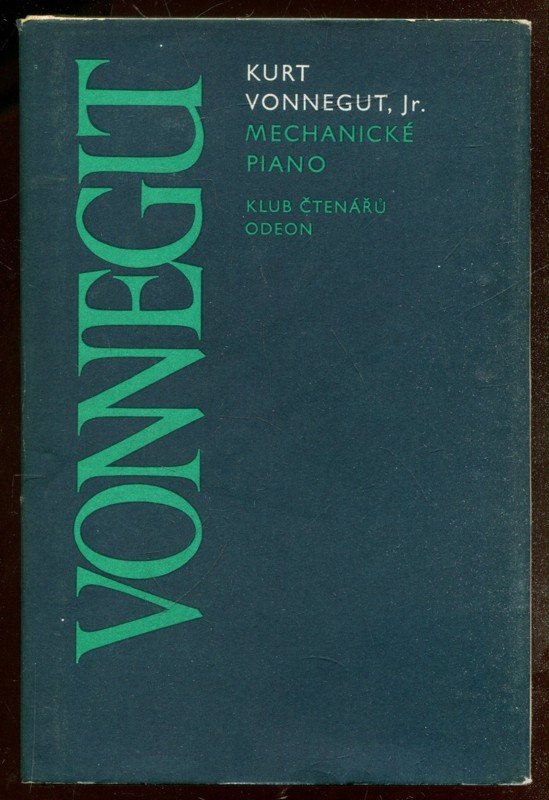 VONNEGUT
KURT
VONNEGUT, Jr.
MECHANICKÉ
PIANO
KLUB ČTENÁŘŮ
ODEON